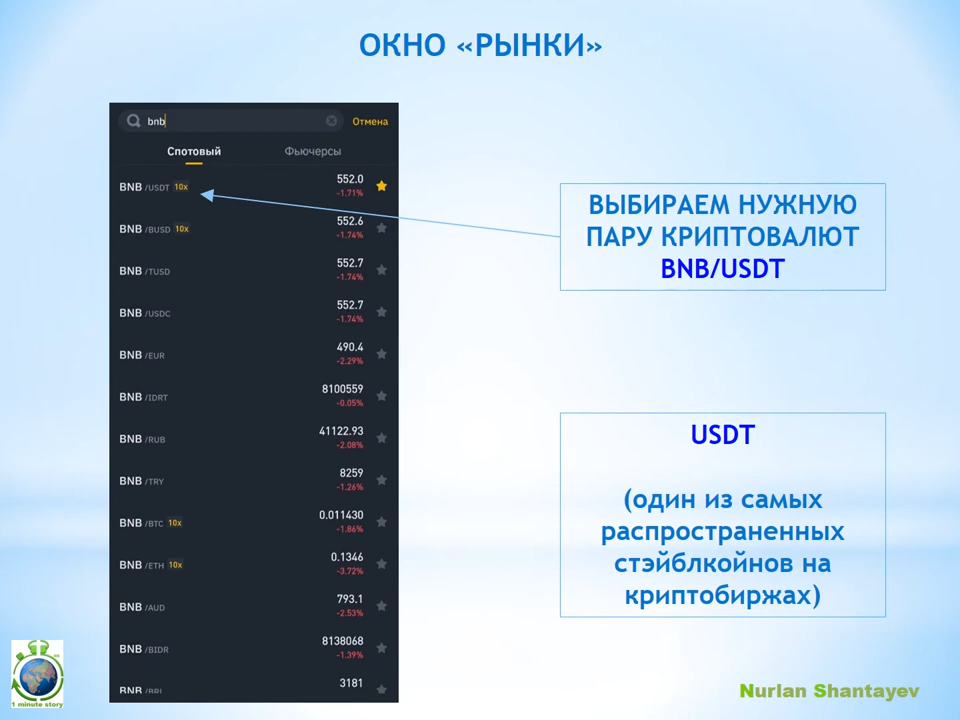 ОКНО «РЫНКИ»
bnb
Отмена
Спотовый
Фьючерсы
BNB /USDT 10x
552.0
-1.71%
BNB /BUSD 10x
552.6
-1.74%
BNB /TUSD
552.7
-1.74%
BNB /USDC
552.7
-1.74%
BNB /EUR
490.4
-2.29%
BNB /IDRT
8100559
-0.05%
BNB /RUB
41122.93
-2.08%
BNB /TRY
8259
-1.26%
BNB /BTC 10x
0.011430
-1.86%
BNB /ETH 10x
0.1346
-3.72%
BNB /AUD
793.1
-2.53%
BNB /BIDR
8138068
-1.39%
BNB
3181
ВЫБИРАЕМ НУЖНУЮ
ПАРУ КРИПТОВАЛЮТ
BNB/USDT
USDT
(один из самых
распространенных
стэйблкойнов на
криптобиржах)
1 minute story
Nurlan Shantayev